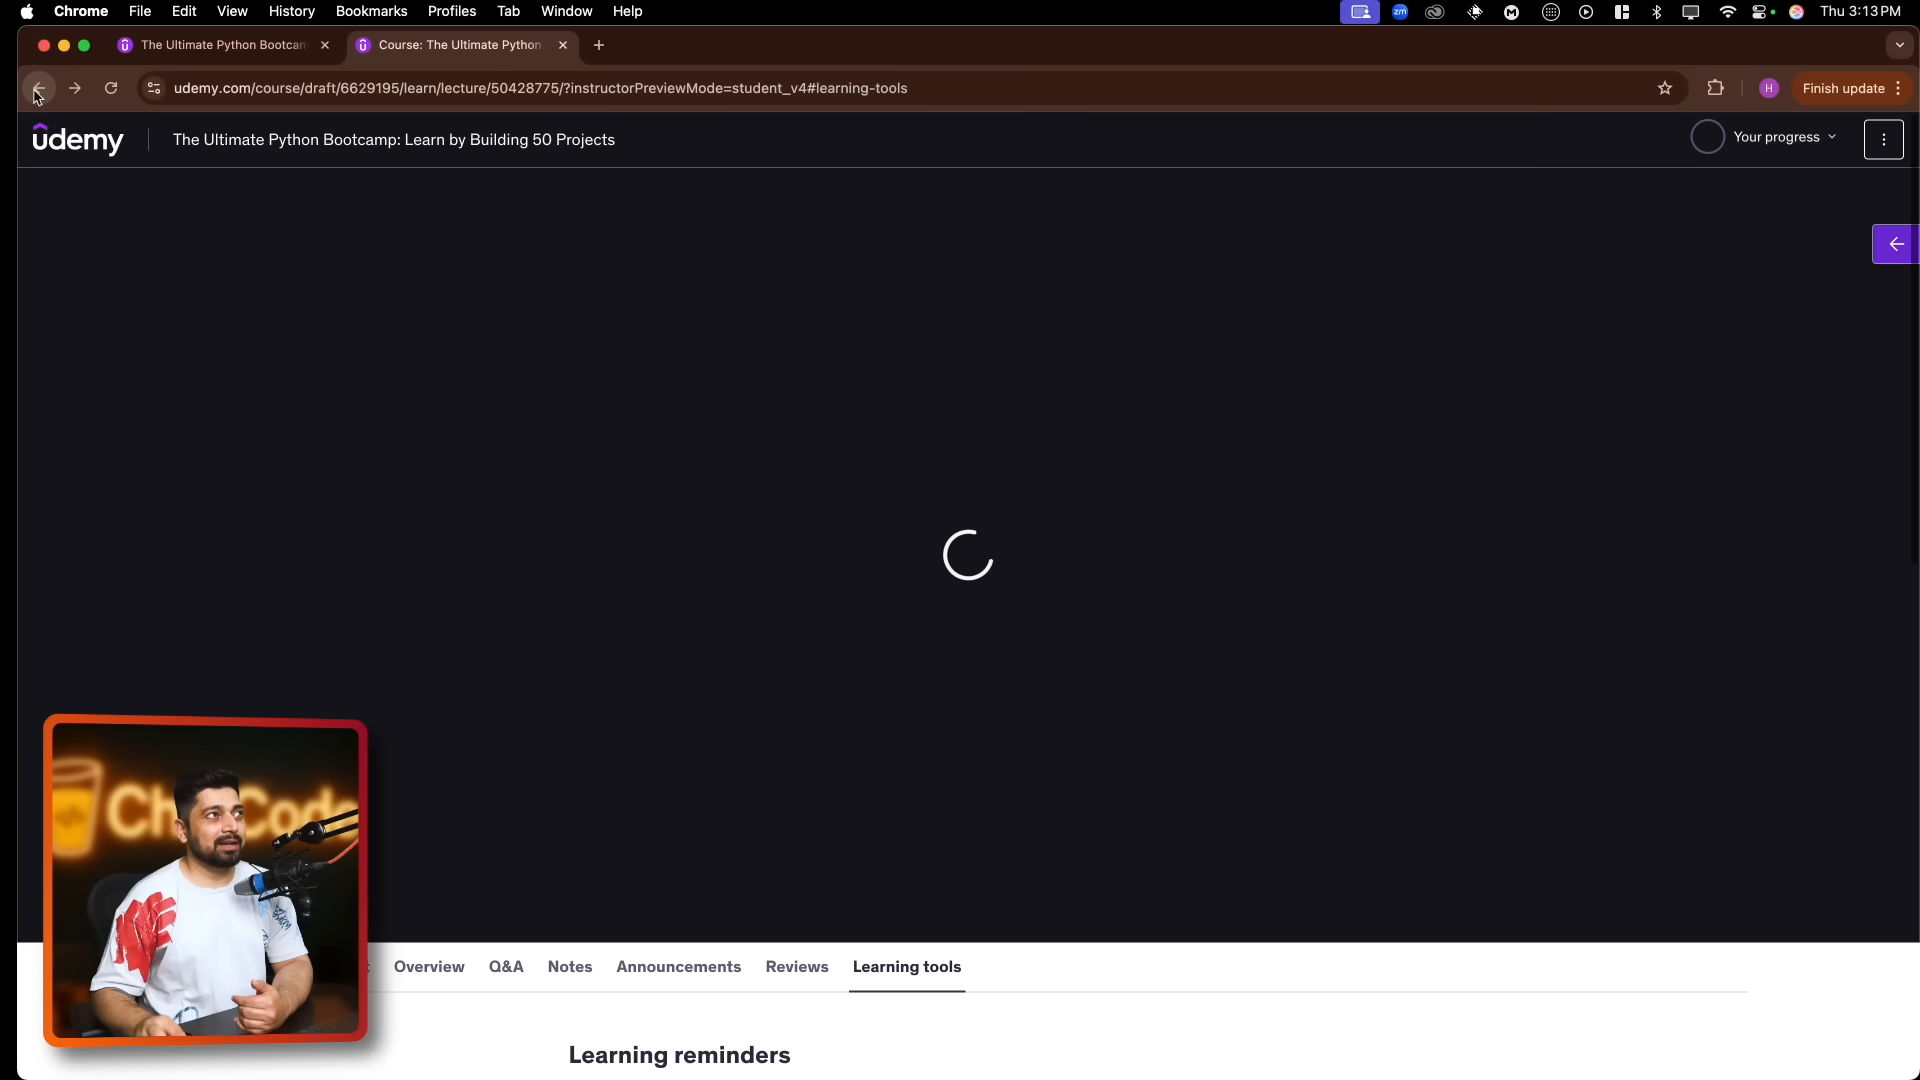 Chrome File Edit View History Bookmarks Profiles Tab Window Help
zm
Thu 3:13 PM
The Ultimate Python Bootcam
Course: The Ultimate Python
udemy.com/course/draft/6629195/learn/lecture/50428775/?instructorPreviewMode=student_v4#learning-tools
H
Finish update
udemy
The Ultimate Python Bootcamp: Learn by Building 50 Projects
Your progress
Overview Q&A Notes Announcements Reviews Learning tools
Learning reminders